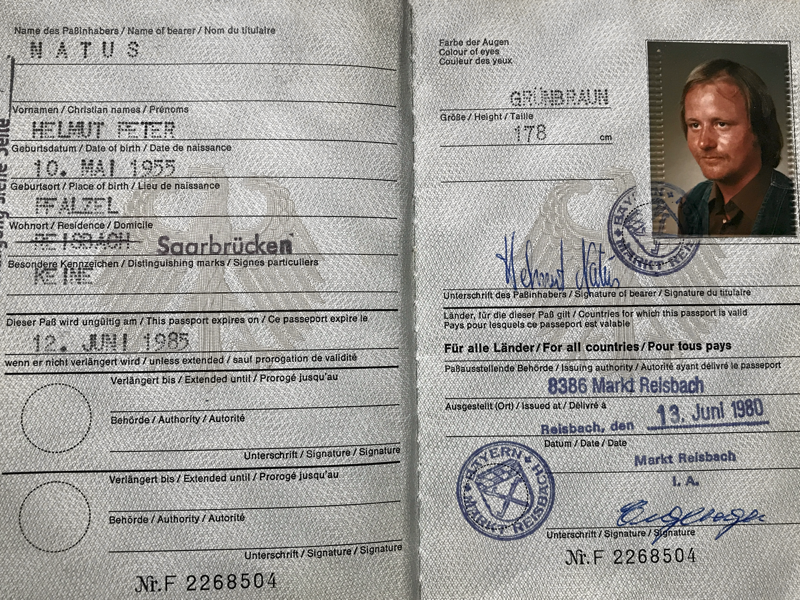 Name des Paßinhabers / Name of bearer / Nom du titulaire
NATUS
Vornamen / Christian names / Prénoms
HELMUT PETER
Geburtsdatum / Date of birth / Date de naissance
10. MAI 1955
Geburtsort / Place of birth / Lieu de naissance
PFALZEL
Wohnort / Residence / Domicile
REISBACH Saarbrücken
Besondere Kennzeichen / Distinguishing marks / Signes particuliers
KEINE
Dieser Paß wird ungültig am / This passport expires on / Ce passeport expire le
12. JUNI 1985
wenn er nicht verlängert wird / unless extended / sauf prorogation de validité
Verlängert bis / Extended until / Prorogé jusqu'au
Behörde / Authority / Autorité
Unterschrift / Signature / Signature
Verlängert bis / Extended until / Prorogé jusqu'au
Behörde / Authority / Autorité
Unterschrift / Signature / Signature
Nr. F 2268504
Farbe der Augen
Colour of eyes
Couleur des yeux
GRÜNBRAUN
Größe / Height / Taille
178 cm
BAYERN
MARKT REISBACH
Helmut Natus
Unterschrift des Paßinhabers / Signature of bearer / Signature du titulaire
Länder, für die dieser Paß gilt / Countries for which this passport is valid
Pays pour lesquels ce passeport est valable
Für alle Länder / For all countries / Pour tous pays
Paßausstellende Behörde / Issuing authority / Autorité ayant délivré le passeport
8386 Markt Reisbach
Ausgestellt (Ort) / Issued at / Délivré à
Reisbach, den 13. Juni 1980
Datum / Date / Date
Markt Reisbach
I. A.
BAYERN
MARKT REISBACH
Unterschrift / Signature / Signature
Nr. F 2268504